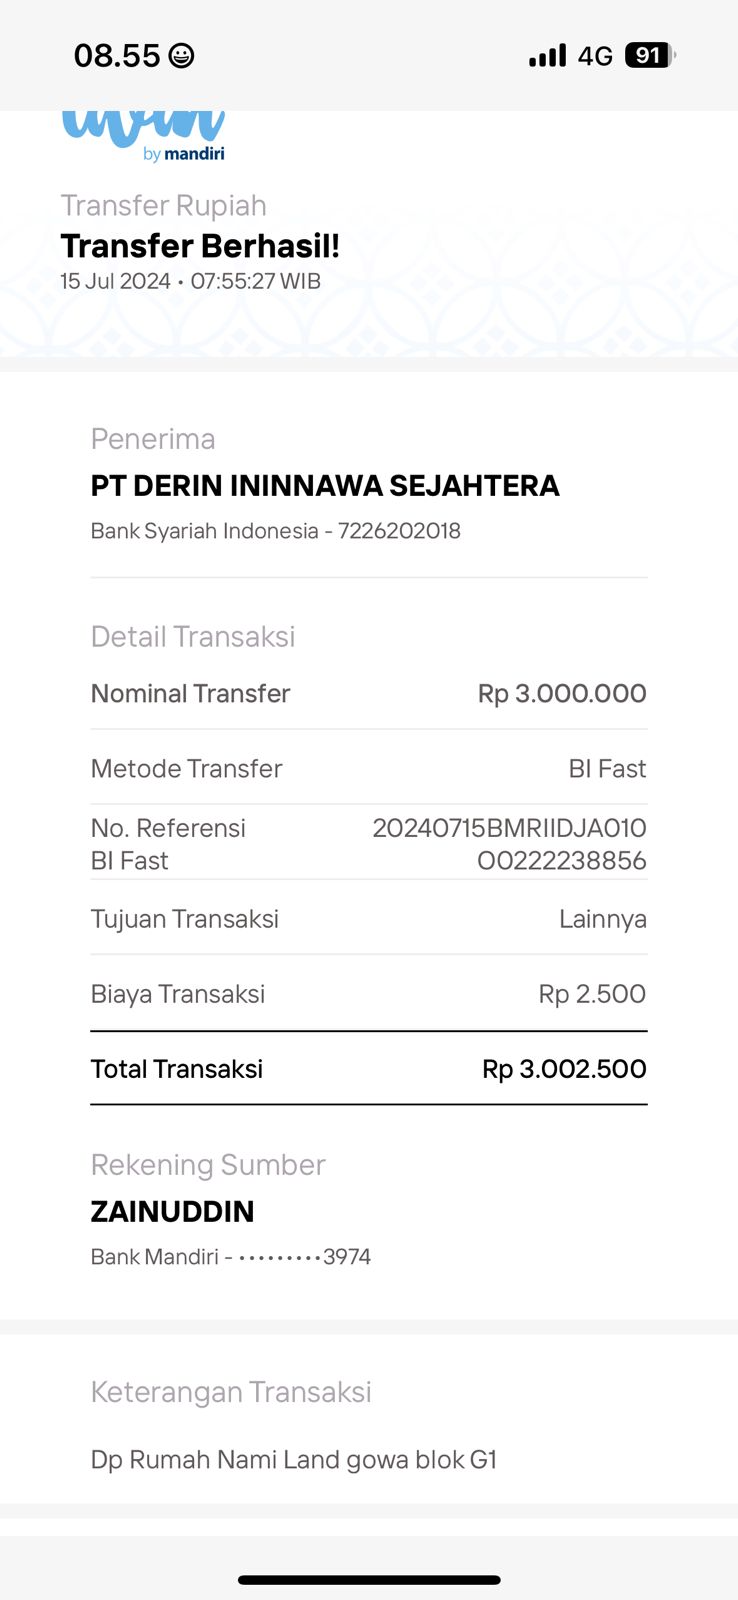 08.55
4G 91
livin'
by mandiri
Transfer Rupiah
Transfer Berhasil!
15 Jul 2024 • 07:55:27 WIB
Penerima
PT DERIN ININNAWA SEJAHTERA
Bank Syariah Indonesia - 7226202018
Detail Transaksi
Nominal Transfer Rp 3.000.000
Metode Transfer BI Fast
No. Referensi 20240715BMRIIDJA010
BI Fast O0222238856
Tujuan Transaksi Lainnya
Biaya Transaksi Rp 2.500
Total Transaksi Rp 3.002.500
Rekening Sumber
ZAINUDDIN
Bank Mandiri - •••••••••3974
Keterangan Transaksi
Dp Rumah Nami Land gowa blok G1